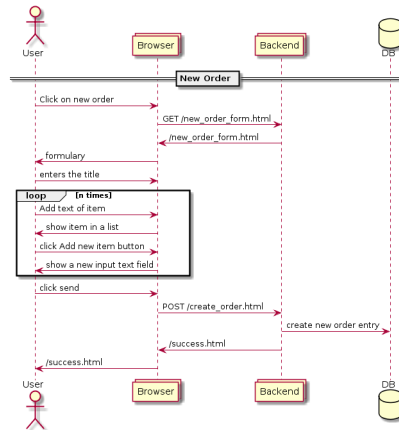 User
Browser
Backend
DB
New Order
Click on new order
GET /new_order_form.html
/new_order_form.html
formulary
enters the title
loop [n times]
Add text of item
show item in a list
click Add new item button
show a new input text field
click send
POST /create_order.html
create new order entry
/success.html
/success.html
User
Browser
Backend
DB